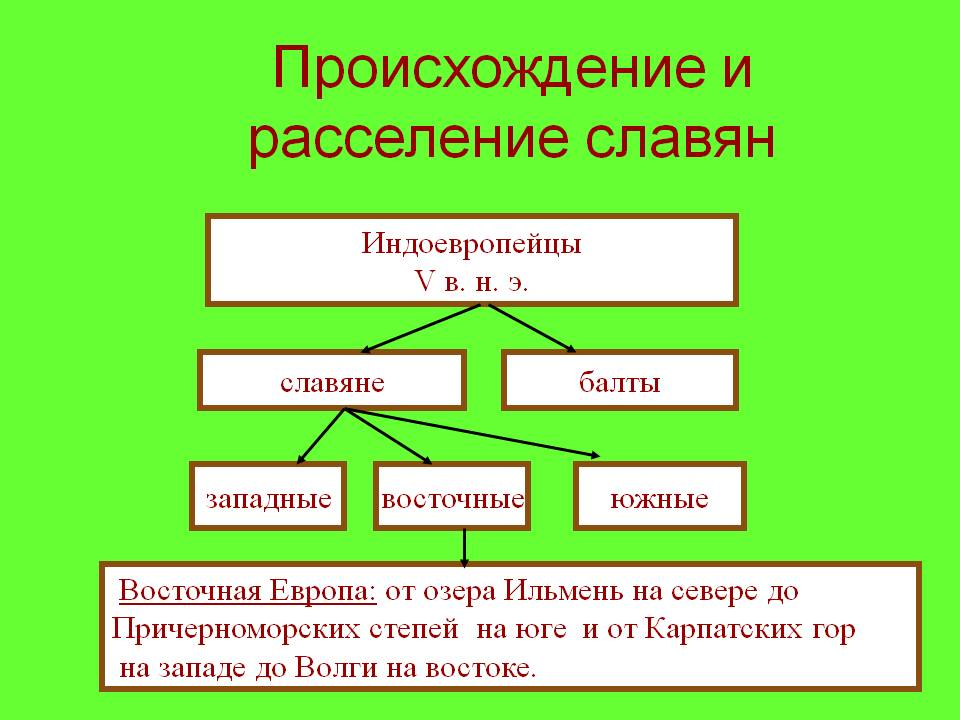 Происхождение и
расселение славян
Индоевропейцы
V в. н. э.
славяне
балты
западные
восточные
южные
Восточная Европа: от озера Ильмень на севере до
Причерноморских степей на юге и от Карпатских гор
на западе до Волги на востоке.